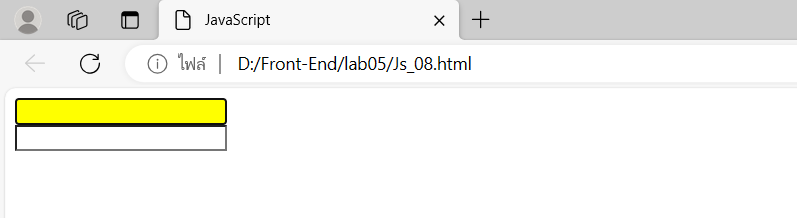 JavaScript
ไฟล์ D:/Front-End/lab05/Js_08.html